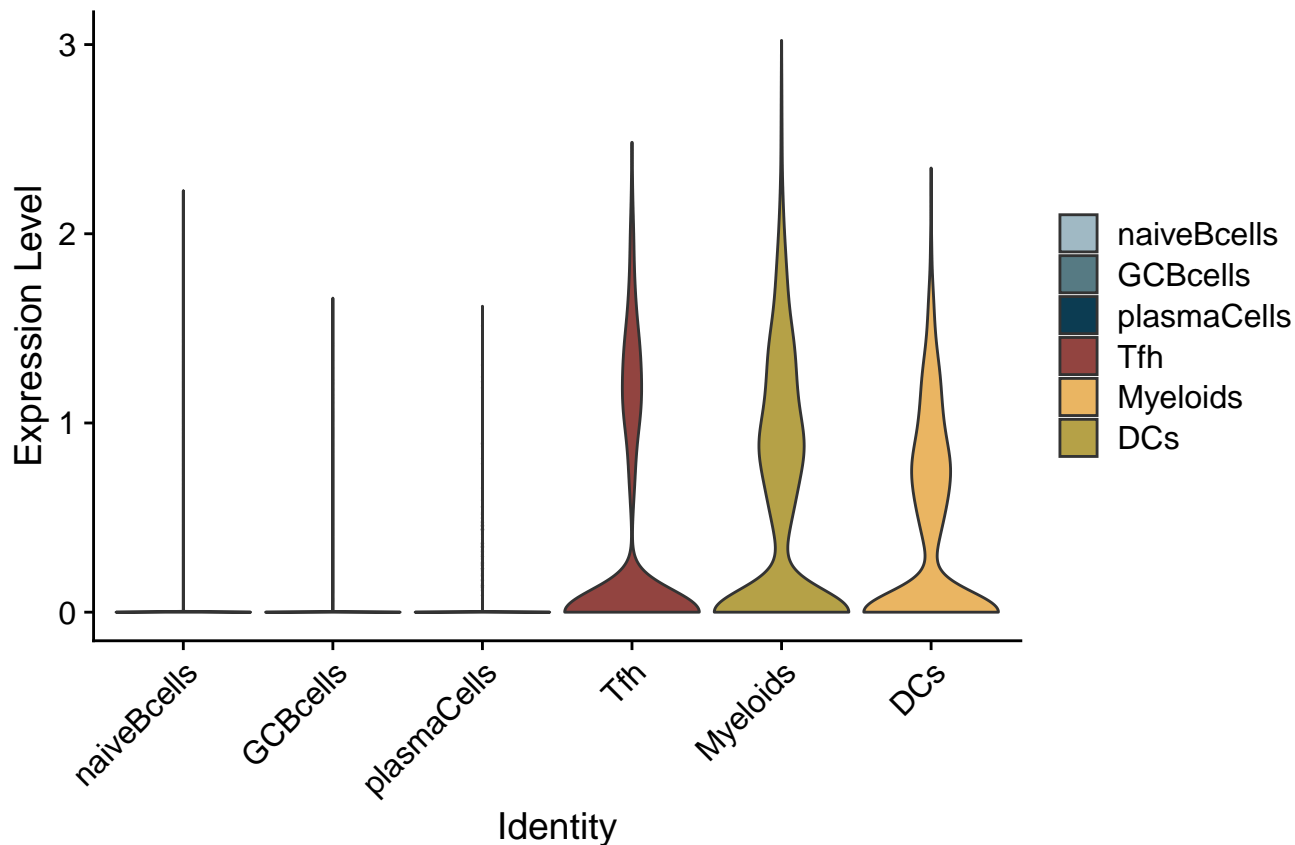 3
2
1
0
Expression Level
naiveBcells
GCBcells
plasmaCells
Tfh
Myeloids
DCs
Identity
naiveBcells
GCBcells
plasmaCells
Tfh
Myeloids
DCs